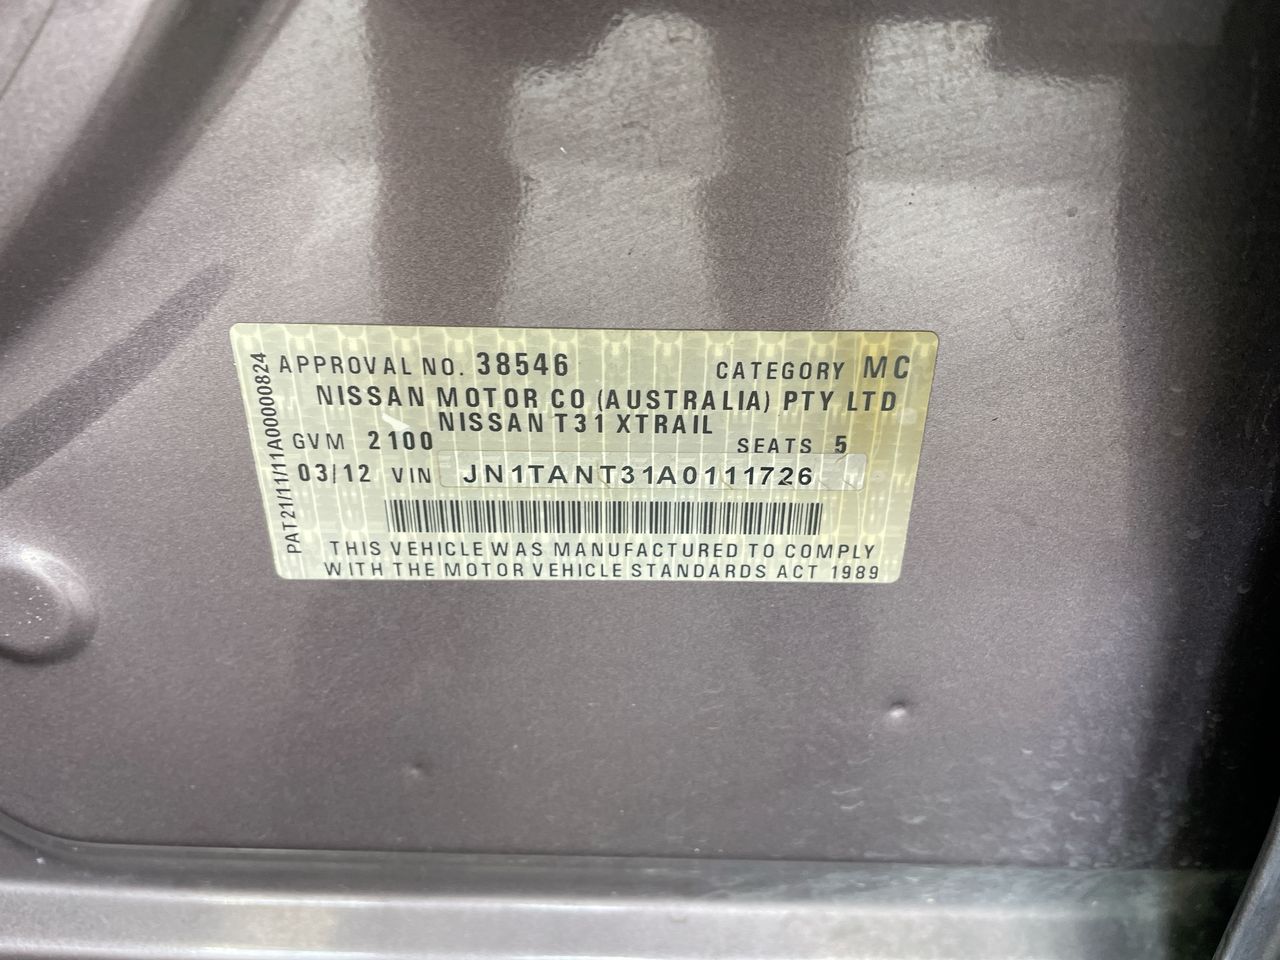 PAT21/11/11A00000824
APPROVAL NO. 38546 CATEGORY MC
NISSAN MOTOR CO (AUSTRALIA) PTY LTD
NISSAN T31 XTRAIL
GVM 2100 SEATS 5
03/12 VIN JN1TANT31A0111726
THIS VEHICLE WAS MANUFACTURED TO COMPLY
WITH THE MOTOR VEHICLE STANDARDS ACT 1989